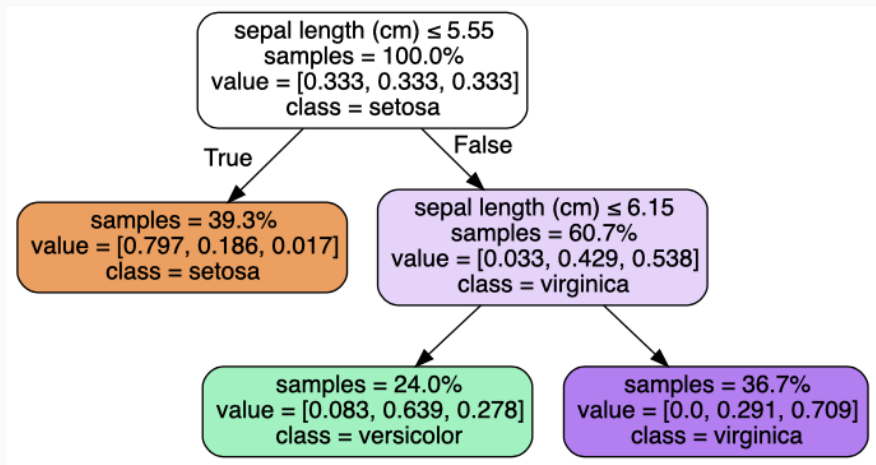 sepal length (cm) ≤ 5.55
samples = 100.0%
value = [0.333, 0.333, 0.333]
class = setosa
True
False
samples = 39.3%
value = [0.797, 0.186, 0.017]
class = setosa
sepal length (cm) ≤ 6.15
samples = 60.7%
value = [0.033, 0.429, 0.538]
class = virginica
samples = 24.0%
value = [0.083, 0.639, 0.278]
class = versicolor
samples = 36.7%
value = [0.0, 0.291, 0.709]
class = virginica